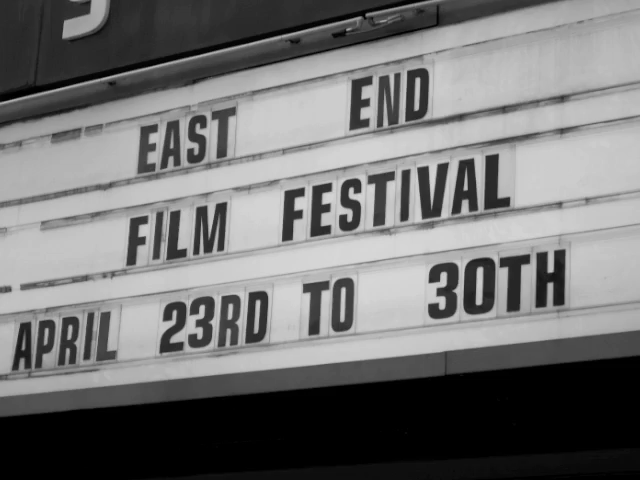 EAST END
FILM FESTIVAL
APRIL 23RD TO 30TH